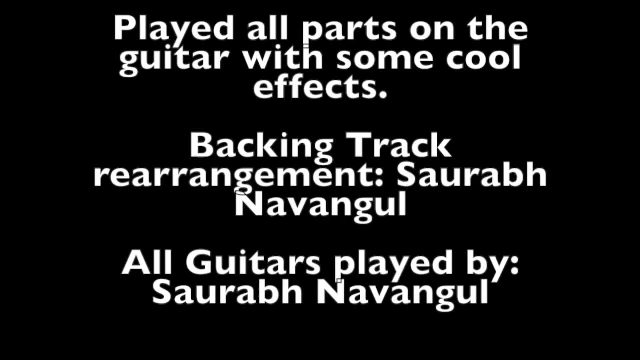 Played all parts on the
guitar with some cool
effects.
Backing Track
rearrangement: Saurabh
Navangul
All Guitars played by:
Saurabh Navangul